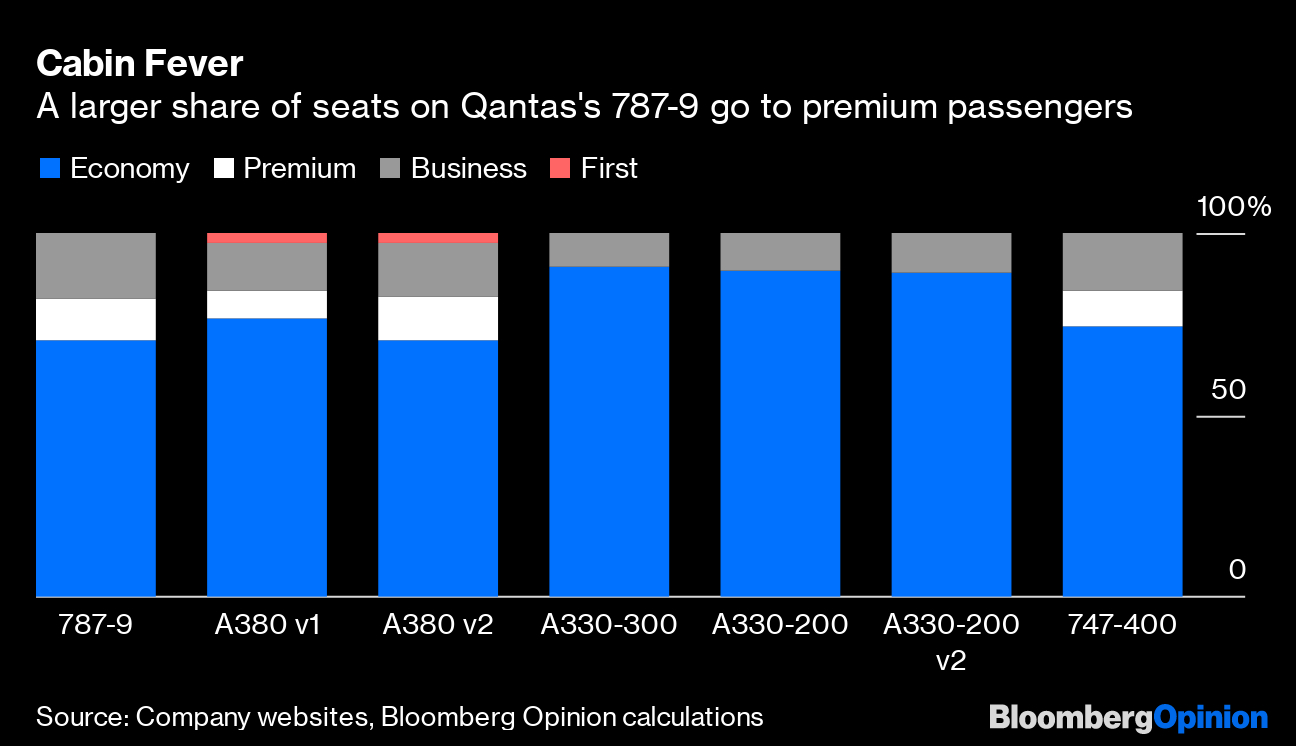 Cabin Fever
A larger share of seats on Qantas's 787-9 go to premium passengers
Economy Premium Business First
100%
50
0
787-9 A380 v1 A380 v2 A330-300 A330-200 A330-200 747-400
v2
Source: Company websites, Bloomberg Opinion calculations
BloombergOpinion